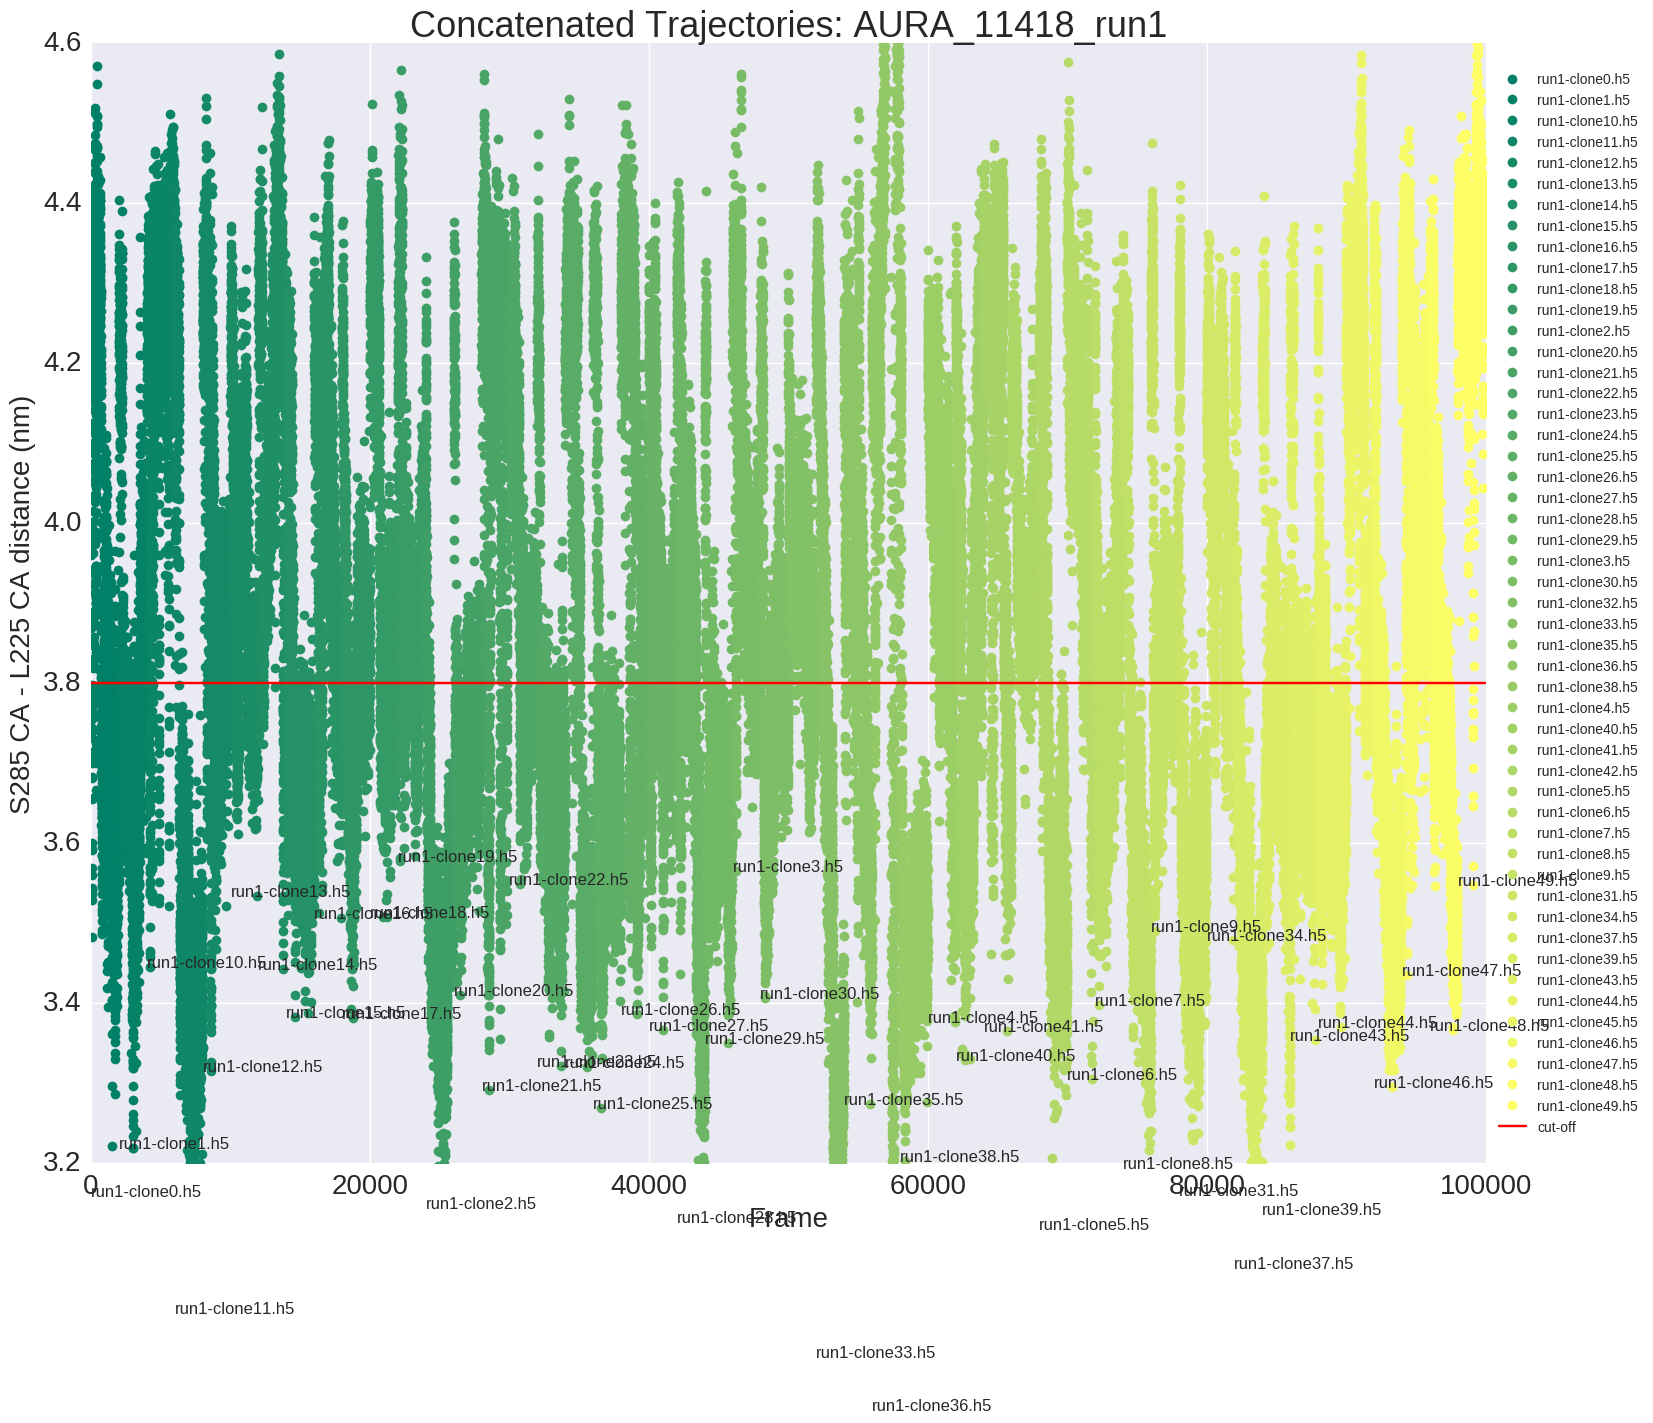 Concatenated Trajectories: AURA_11418_run1
4.6
4.4
4.2
4.0
3.8
3.6
3.4
3.2
S285 CA - L225 CA distance (nm)
0
20000
40000
60000
80000
100000
Frame
run1-clone0.h5
run1-clone1.h5
run1-clone10.h5
run1-clone11.h5
run1-clone12.h5
run1-clone13.h5
run1-clone14.h5
run1-clone15.h5
run1-clone16.h5
run1-clone17.h5
run1-clone18.h5
run1-clone19.h5
run1-clone2.h5
run1-clone20.h5
run1-clone21.h5
run1-clone22.h5
run1-clone23.h5
run1-clone24.h5
run1-clone25.h5
run1-clone26.h5
run1-clone27.h5
run1-clone28.h5
run1-clone29.h5
run1-clone3.h5
run1-clone30.h5
run1-clone33.h5
run1-clone35.h5
run1-clone36.h5
run1-clone38.h5
run1-clone4.h5
run1-clone40.h5
run1-clone41.h5
run1-clone5.h5
run1-clone6.h5
run1-clone7.h5
run1-clone8.h5
run1-clone9.h5
run1-clone31.h5
run1-clone34.h5
run1-clone37.h5
run1-clone39.h5
run1-clone43.h5
run1-clone44.h5
run1-clone46.h5
run1-clone47.h5
run1-clone48.h5
run1-clone49.h5
run1-clone0.h5
run1-clone1.h5
run1-clone10.h5
run1-clone11.h5
run1-clone12.h5
run1-clone13.h5
run1-clone14.h5
run1-clone15.h5
run1-clone16.h5
run1-clone17.h5
run1-clone18.h5
run1-clone19.h5
run1-clone2.h5
run1-clone20.h5
run1-clone21.h5
run1-clone22.h5
run1-clone23.h5
run1-clone24.h5
run1-clone25.h5
run1-clone26.h5
run1-clone27.h5
run1-clone28.h5
run1-clone29.h5
run1-clone3.h5
run1-clone30.h5
run1-clone32.h5
run1-clone33.h5
run1-clone35.h5
run1-clone36.h5
run1-clone38.h5
run1-clone4.h5
run1-clone40.h5
run1-clone41.h5
run1-clone42.h5
run1-clone5.h5
run1-clone6.h5
run1-clone7.h5
run1-clone8.h5
run1-clone9.h5
run1-clone31.h5
run1-clone34.h5
run1-clone37.h5
run1-clone39.h5
run1-clone43.h5
run1-clone44.h5
run1-clone45.h5
run1-clone46.h5
run1-clone47.h5
run1-clone48.h5
run1-clone49.h5
cut-off